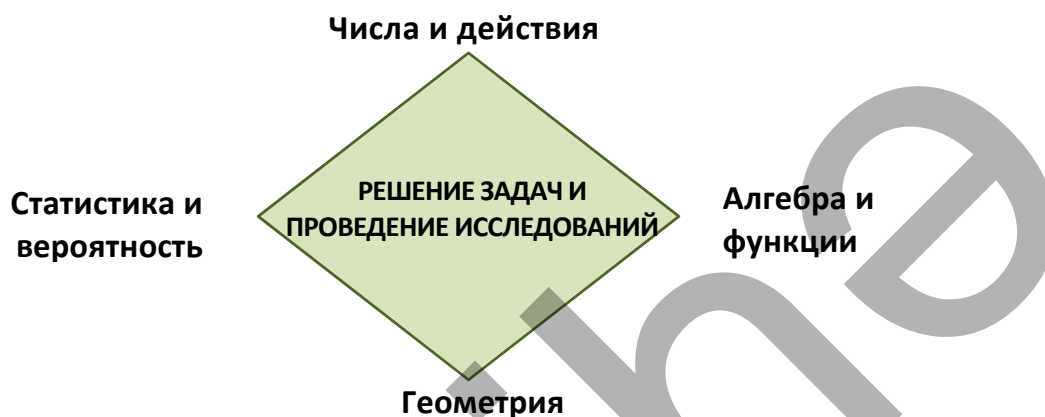 Числа и действия
РЕШЕНИЕ ЗАДАЧ И
ПРОВЕДЕНИЕ ИССЛЕДОВАНИЙ
Статистика и
вероятность
Алгебра и
функции
Геометрия